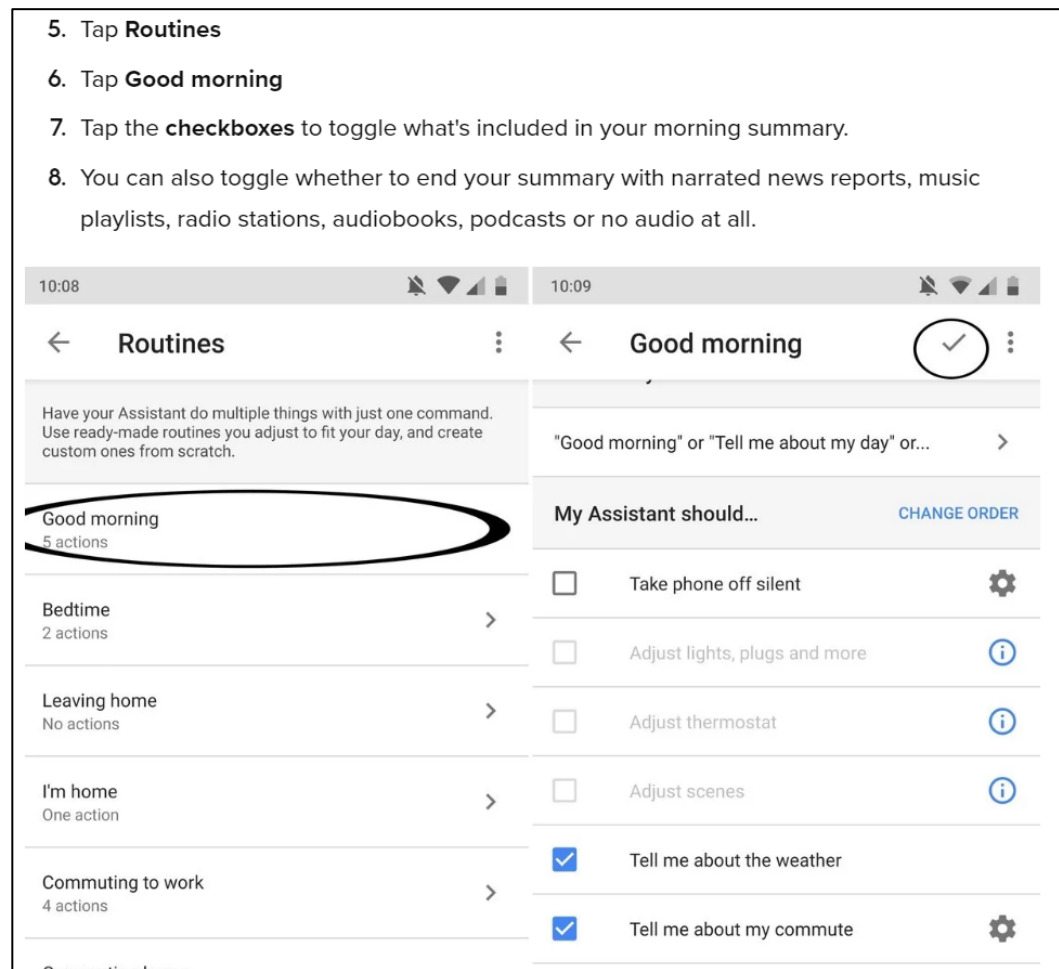 5. Tap Routines
6. Tap Good morning
7. Tap the checkboxes to toggle what's included in your morning summary.
8. You can also toggle whether to end your summary with narrated news reports, music
playlists, radio stations, audiobooks, podcasts or no audio at all.
10:08
Routines
Have your Assistant do multiple things with just one command.
Use ready-made routines you adjust to fit your day, and create
custom ones from scratch.
Good morning
5 actions
Bedtime
2 actions
Leaving home
No actions
I'm home
One action
Commuting to work
4 actions
10:09
Good morning
"Good morning" or "Tell me about my day" or...
My Assistant should...
CHANGE ORDER
Take phone off silent
Adjust lights, plugs and more
Adjust thermostat
Adjust scenes
Tell me about the weather
Tell me about my commute